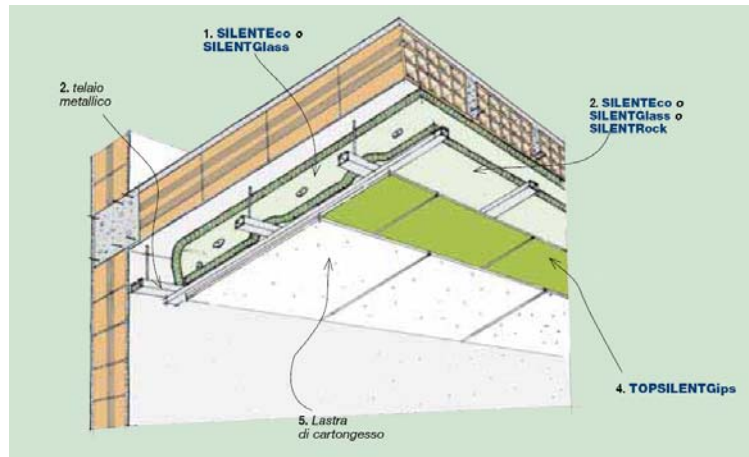 1. SILENTEco o
SILENTGlass
2. telaio
metallico
2. SILENTEco o
SILENTGlass o
SILENTRock
4. TOPSILENTGips
5. Lastra
di cartongesso